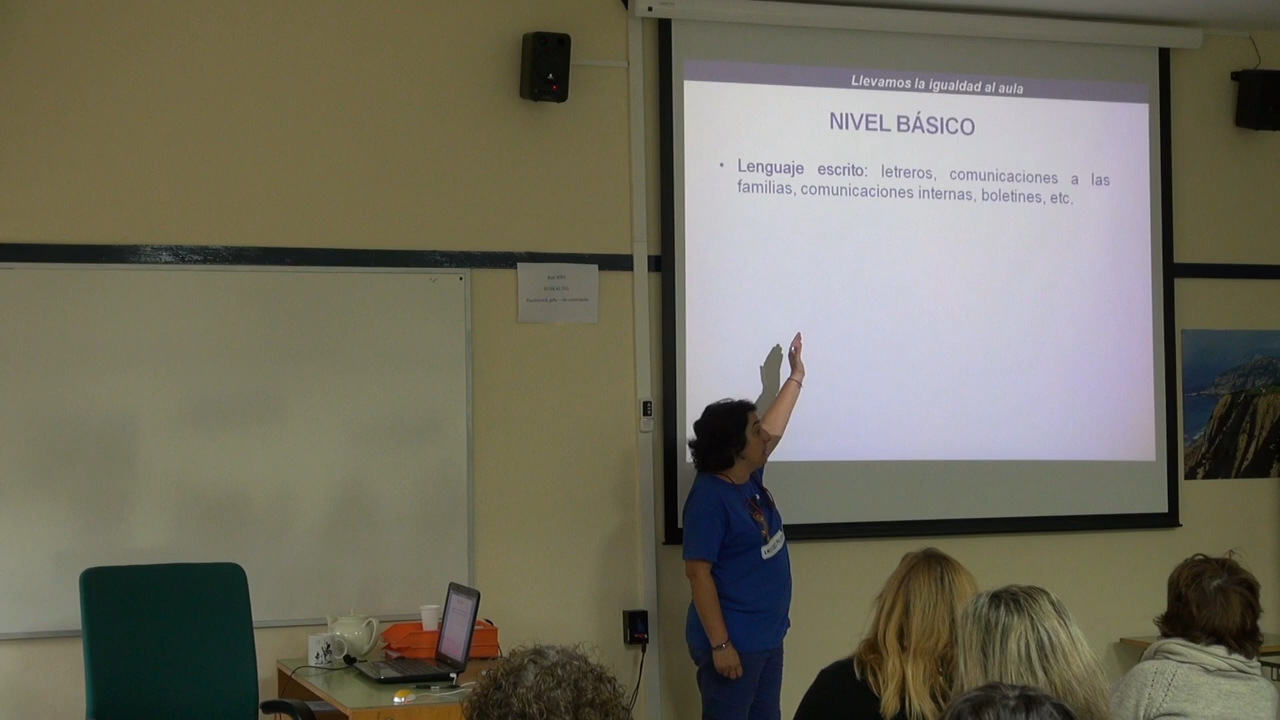 Llevamos la igualdad al aula
NIVEL BÁSICO
• Lenguaje escrito: letreros, comunicaciones a las
familias, comunicaciones internas, boletines, etc.